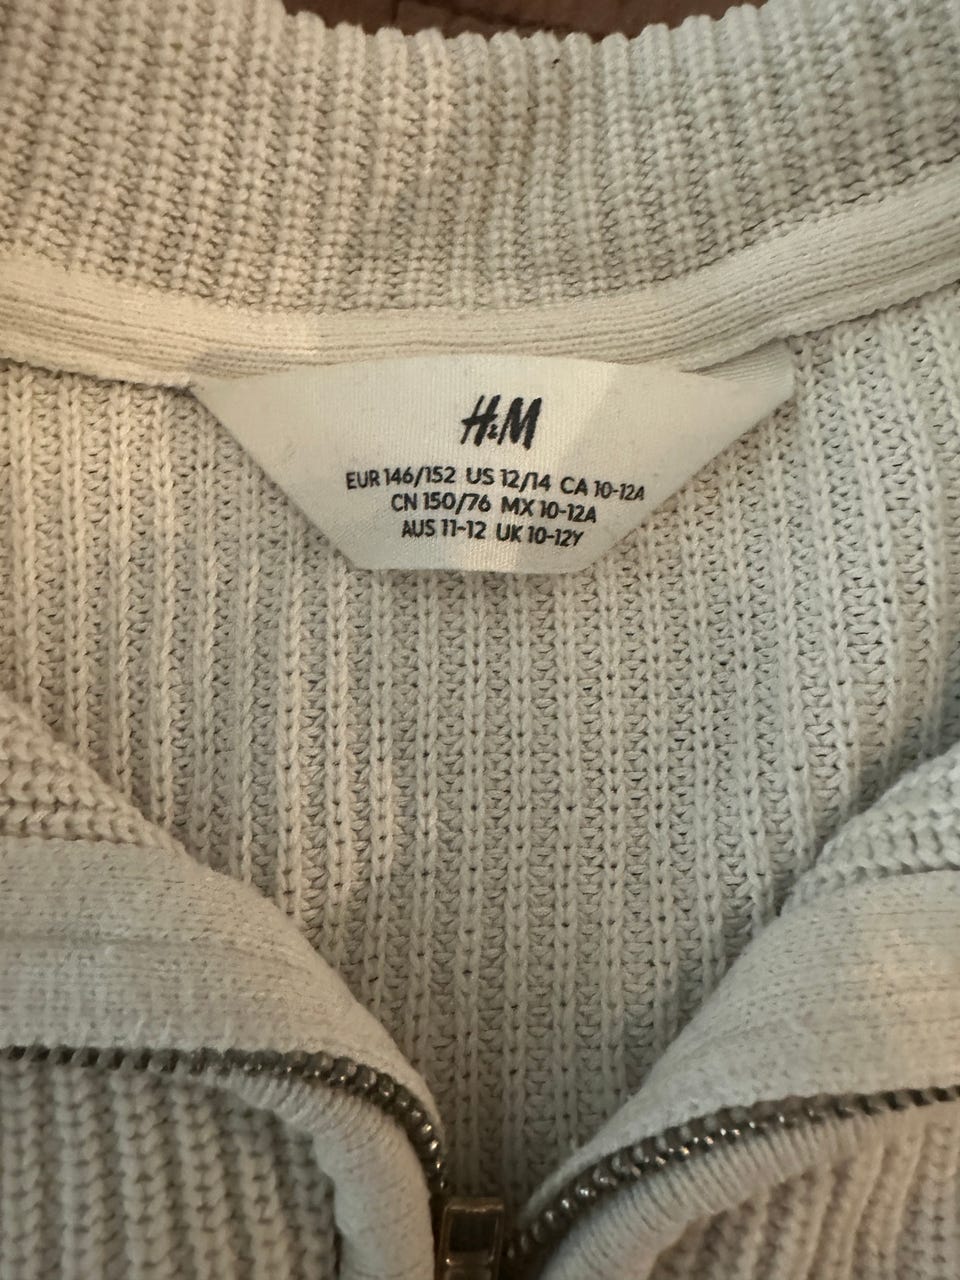 H&M
EUR 146/152 US 12/14 CA 10-12A
CN 150/76 MX 10-12A
AUS 11-12 UK 10-12Y